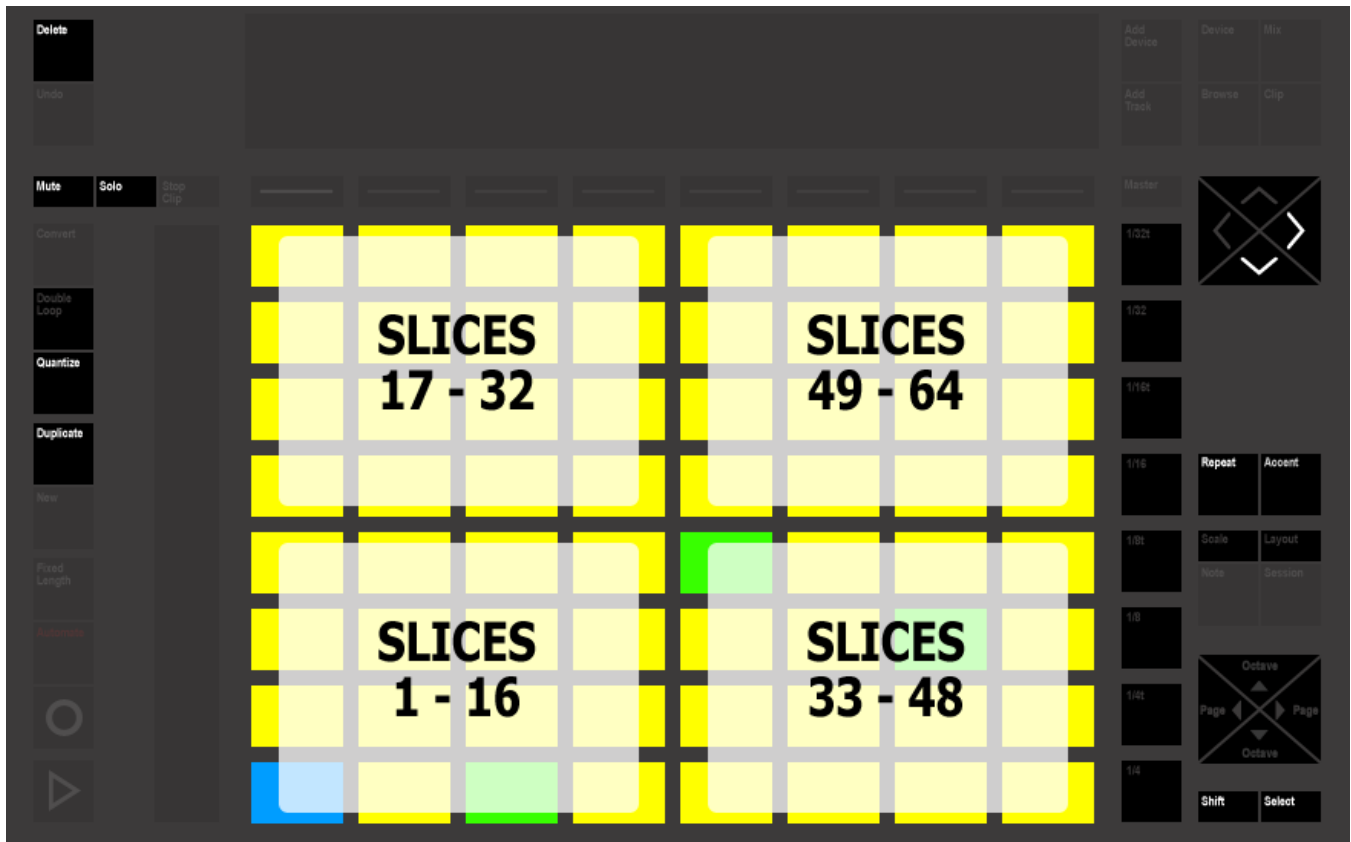 Delete
Add
Device
Device
Mix
Undo
Add
Track
Browse
Clip
Mute
Solo
Stop
Clip
Master
Convert
1/32t
Double
Loop
1/32
SLICES
17 - 32
SLICES
49 - 64
Quantize
1/16t
Duplicate
1/16
Repeat
Accent
New
1/8t
Scale
Layout
Fixed
Length
Note
Session
1/8
Automate
SLICES
1 - 16
SLICES
33 - 48
Octave
1/4t
Page
Page
Octave
1/4
Shift
Select